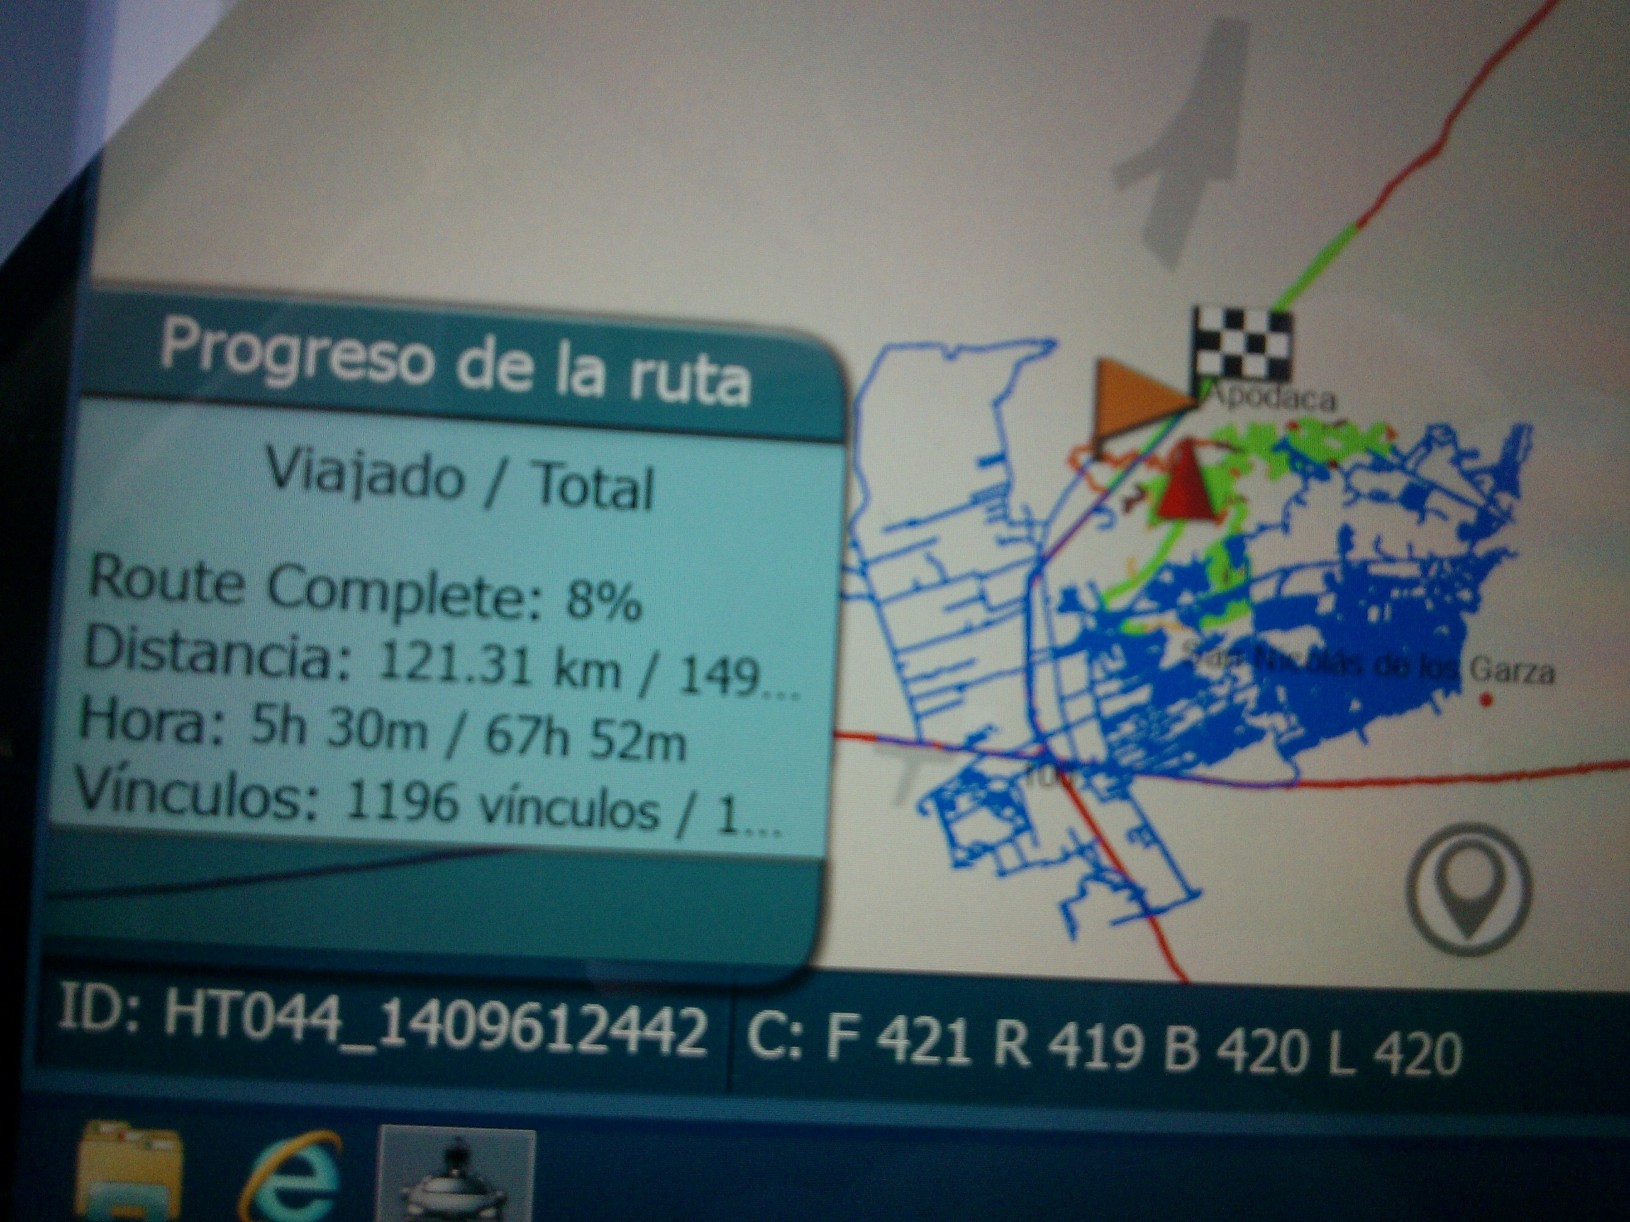 Progreso de la ruta
Viajado / Total
Route Complete: 8%
Distancia: 121.31 km / 149...
Hora: 5h 30m / 67h 52m
Vínculos: 1196 vínculos / 1...
Apodaca
San Nicolás de los Garza
ID: HT044_1409612442
C: F 421 R 419 B 420 L 420